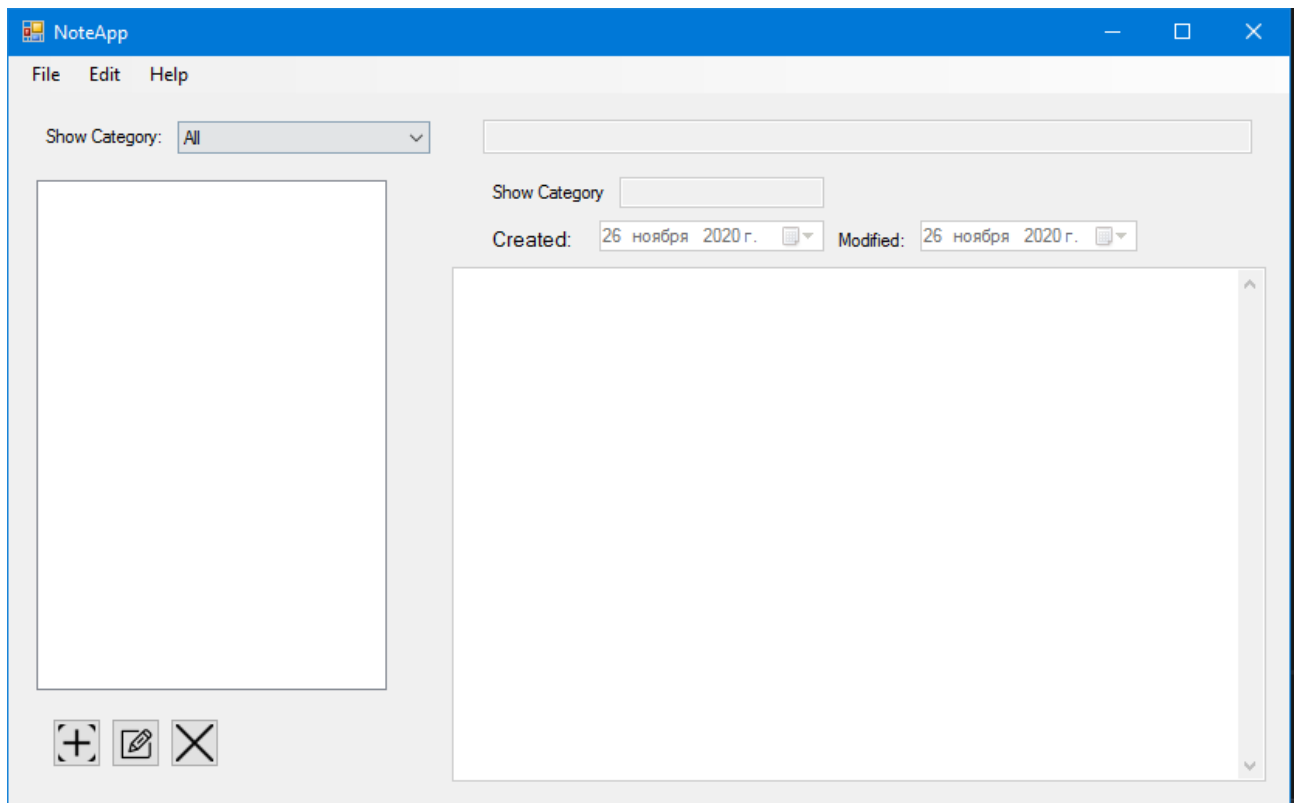 NoteApp
File Edit Help
Show Category: All
Show Category
Created: 26 ноября 2020 г. Modified: 26 ноября 2020 г.